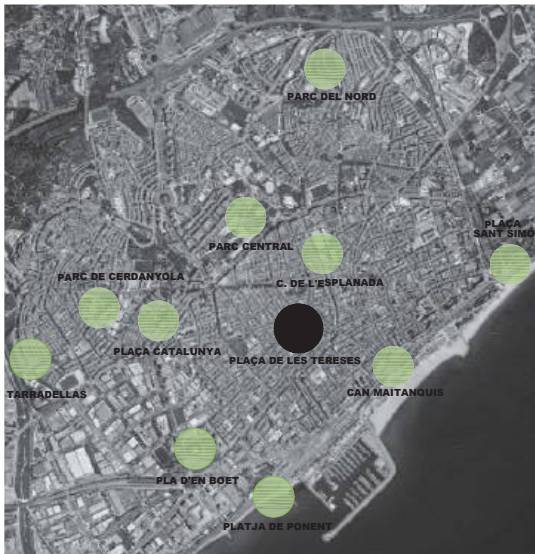 PARC DEL NORD
PLAÇA
SANT SIMÓ
PARC CENTRAL
PARC DE CERDANYOLA
C. DE L'ESPLANADA
PLAÇA CATALUNYA
PLAÇA DE LES TERESES
TARRADELLAS
CAN MAITANQUIS
PLA D'EN BOET
PLATJA DE PONENT